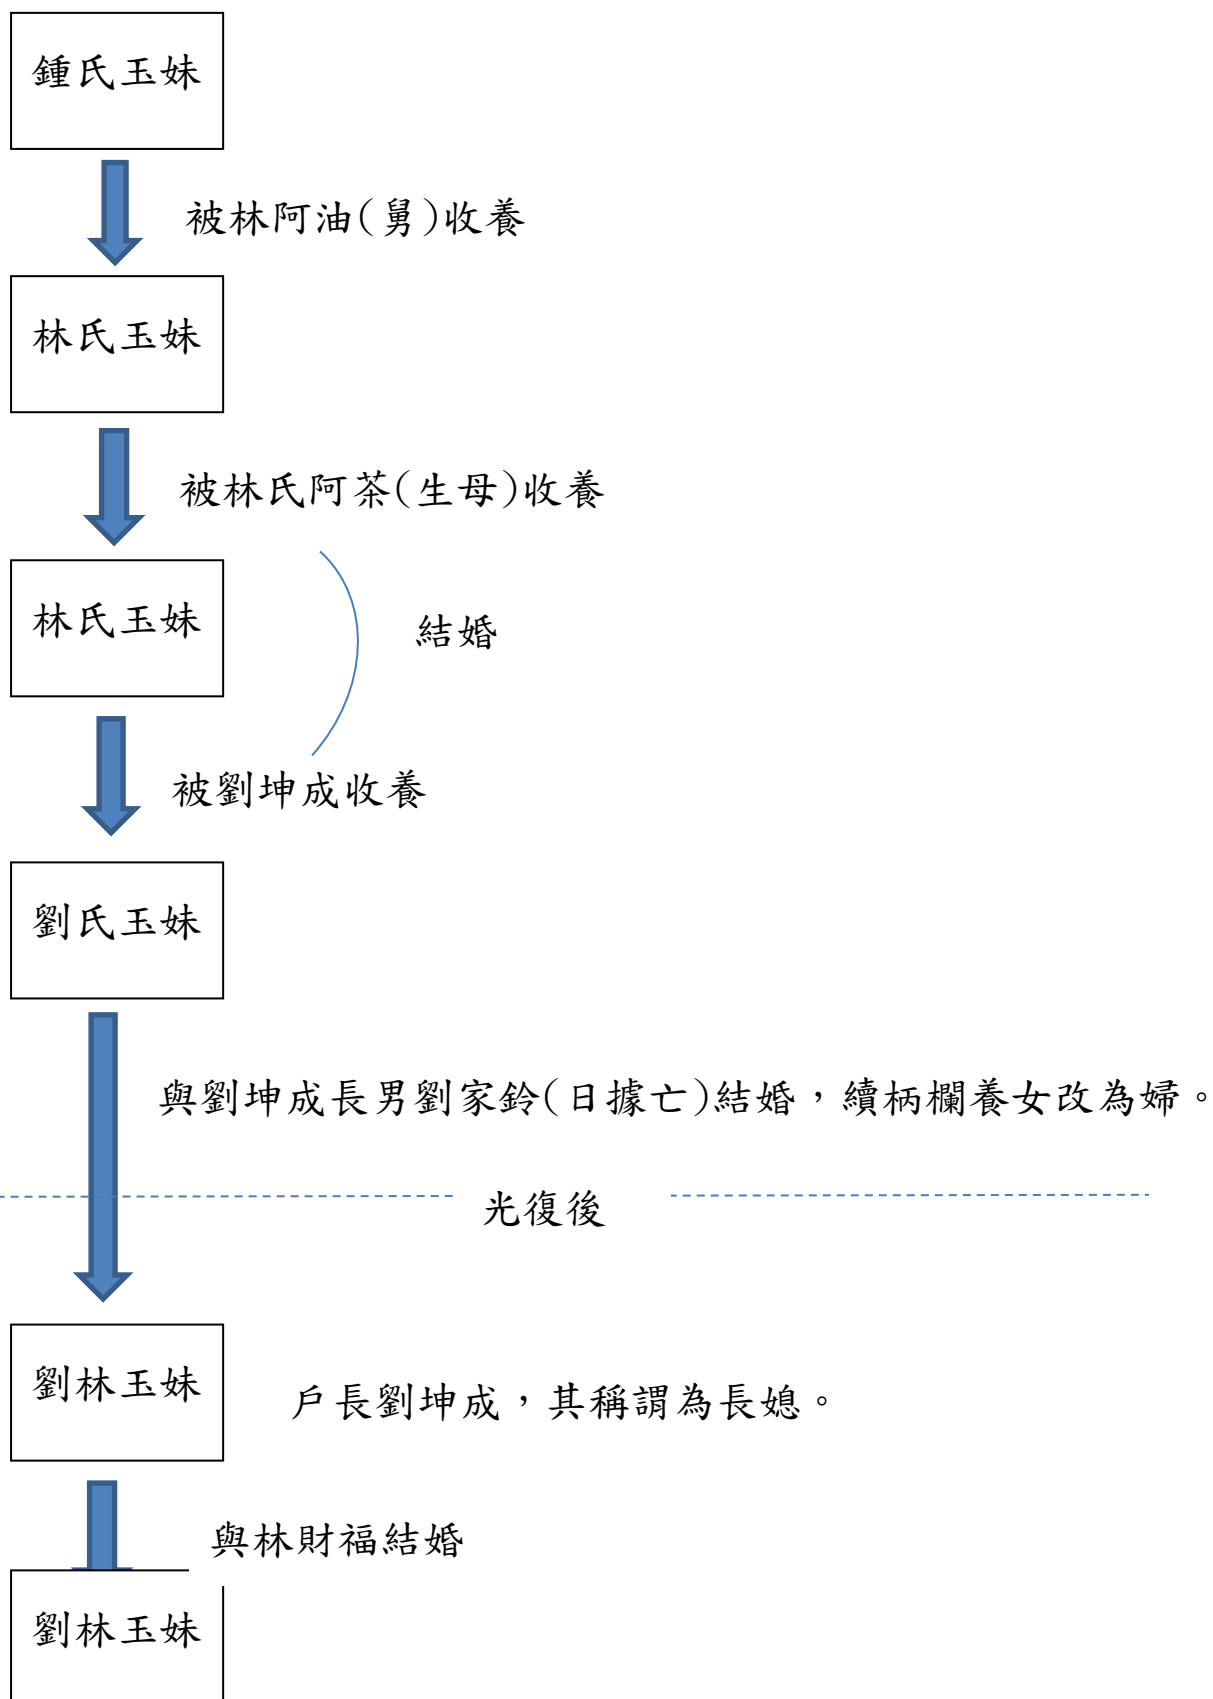 鍾氏玉妹
被林阿油(舅)收養
林氏玉妹
被林氏阿茶(生母)收養
林氏玉妹
結婚
被劉坤成收養
劉氏玉妹
與劉坤成長男劉家鈴(日據亡)結婚，續柄欄養女改為婦。
光復後
劉林玉妹
戶長劉坤成，其稱謂為長媳。
與林財福結婚
劉林玉妹